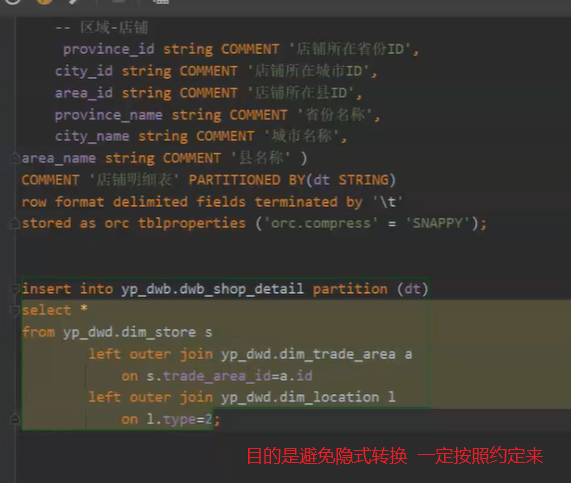 -- 区域-店铺
province_id string COMMENT '店铺所在省份ID',
city_id string COMMENT '店铺所在城市ID',
area_id string COMMENT '店铺所在县ID',
province_name string COMMENT '省份名称',
city_name string COMMENT '城市名称',
area_name string COMMENT '县名称' )
COMMENT '店铺明细表' PARTITIONED BY(dt STRING)
row format delimited fields terminated by '\t'
stored as orc tblproperties ('orc.compress' = 'SNAPPY');
insert into yp_dwb.dwb_shop_detail partition (dt)
select *
from yp_dwd.dim_store s
left outer join yp_dwd.dim_trade_area a
on s.trade_area_id=a.id
left outer join yp_dwd.dim_location l
on l.type=2;
目的是避免隐式转换 一定按照约定来